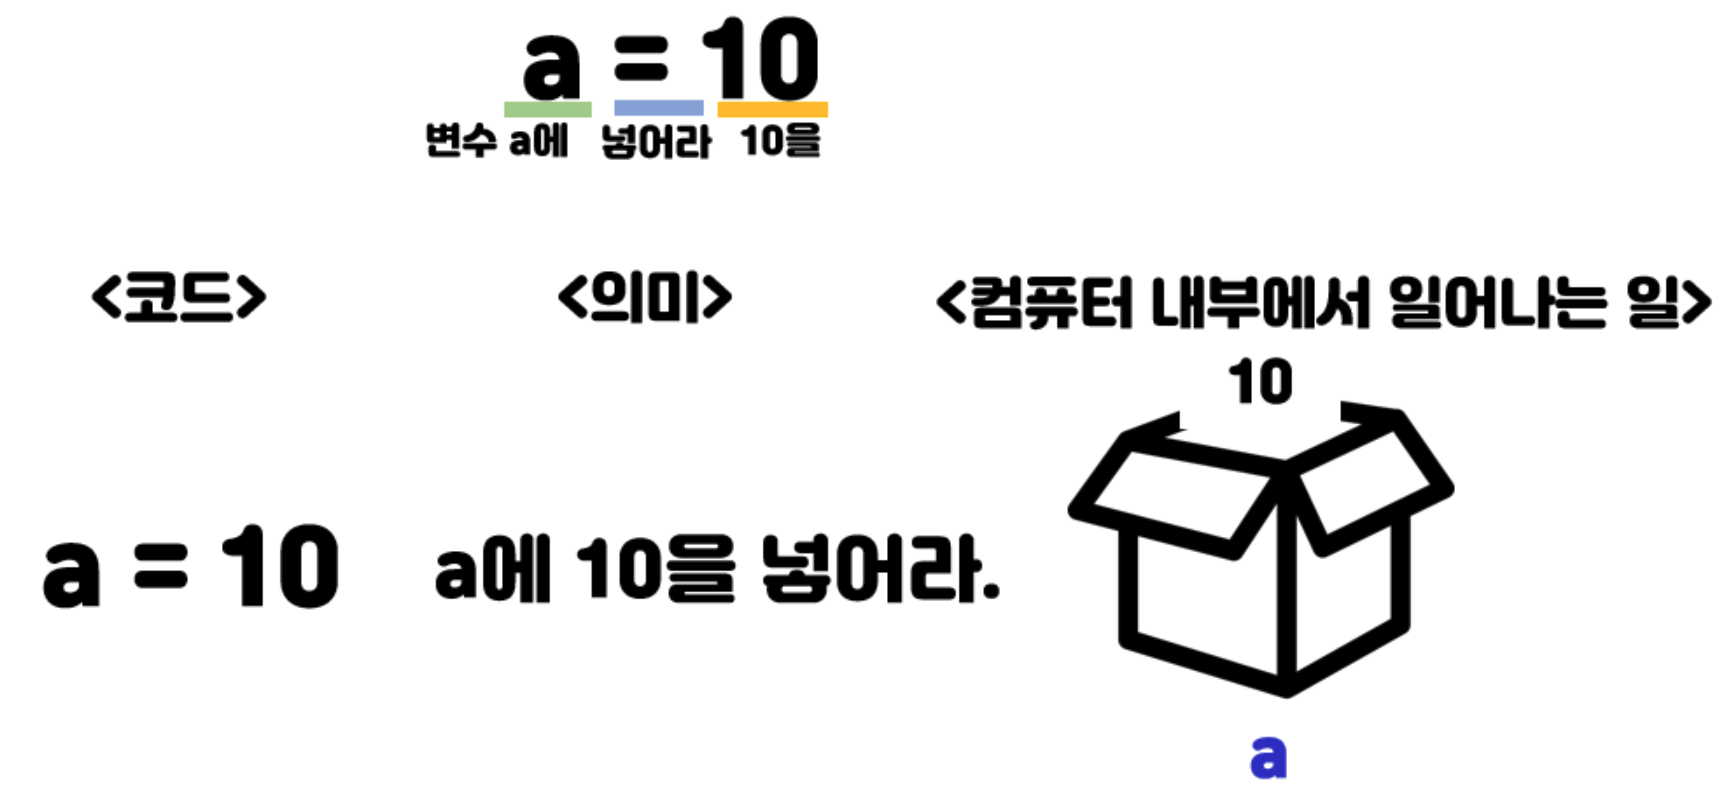 a = 10
변수 a에 넣어라 10을
<코드> <의미> <컴퓨터 내부에서 일어나는 일>
10
a = 10 a에 10을 넣어라.
a